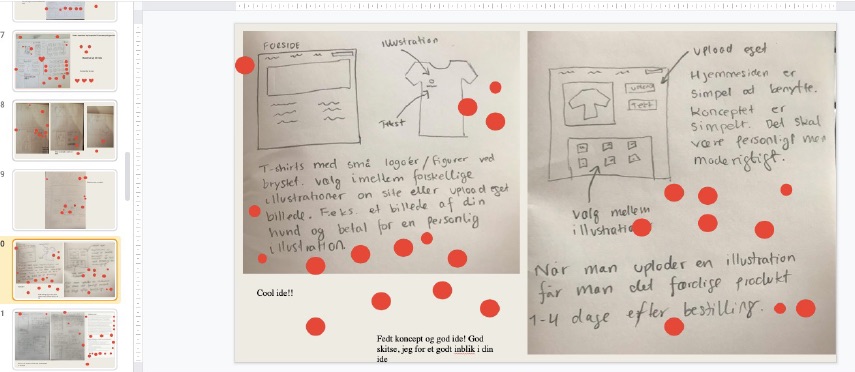 7
8
9
0
1
FORSIDE
illustration
Tekst
T-shirts med små logoer/figurer ved
brystet. Vælg imellem forskellige
illustrationer on site eller upload eget
billede. F.eks. et billede af din
hund og betal for en personlig
illustration
Cool ide!!
Fedt koncept og god ide! God
skitse, jeg for et godt inblik i din
ide
upload eget
Tekst
Hjemmesiden er
simpel at benytte.
Konceptet er
simpelt. Det skal
være personligt men
moderigtigt.
valg mellem
Når man uploder en illustration
får man det færdige produkt
1-4 dage efter bestilling.